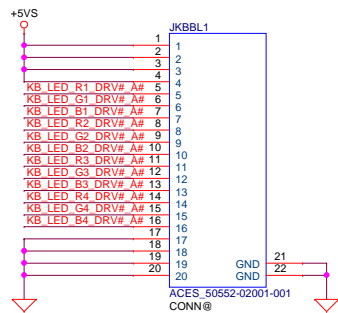 +5VS
JKBBL1
1 1
2 2
3 3
4 4
KB_LED_R1_DRV#_A# 5 5
KB_LED_G1_DRV#_A# 6 6
KB_LED_B1_DRV#_A# 7 7
KB_LED_R2_DRV#_A# 8 8
KB_LED_G2_DRV#_A# 9 9
KB_LED_B2_DRV#_A# 10 10
KB_LED_R3_DRV#_A# 11 11
KB_LED_G3_DRV#_A# 12 12
KB_LED_B3_DRV#_A# 13 13
KB_LED_R4_DRV#_A# 14 14
KB_LED_G4_DRV#_A# 15 15
KB_LED_B4_DRV#_A# 16 16
17 17
18 18
19 19 GND 21
20 20 GND 22
ACES_50552-02001-001
CONN@